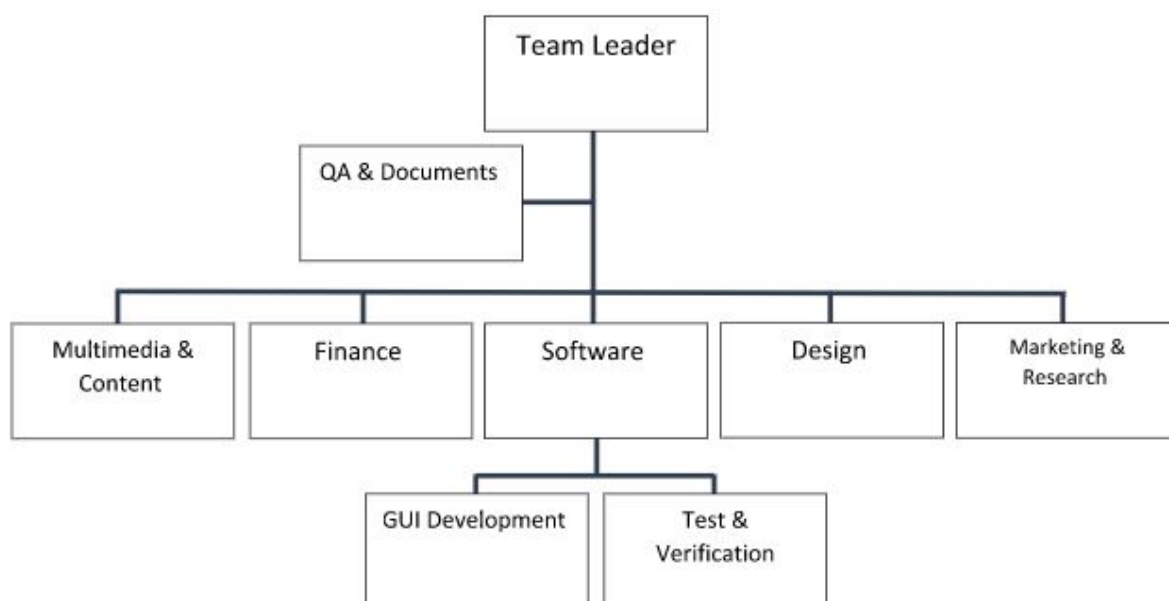 Team Leader
QA & Documents
Multimedia &
Content
Finance
Software
Design
Marketing &
Research
GUI Development
Test &
Verification